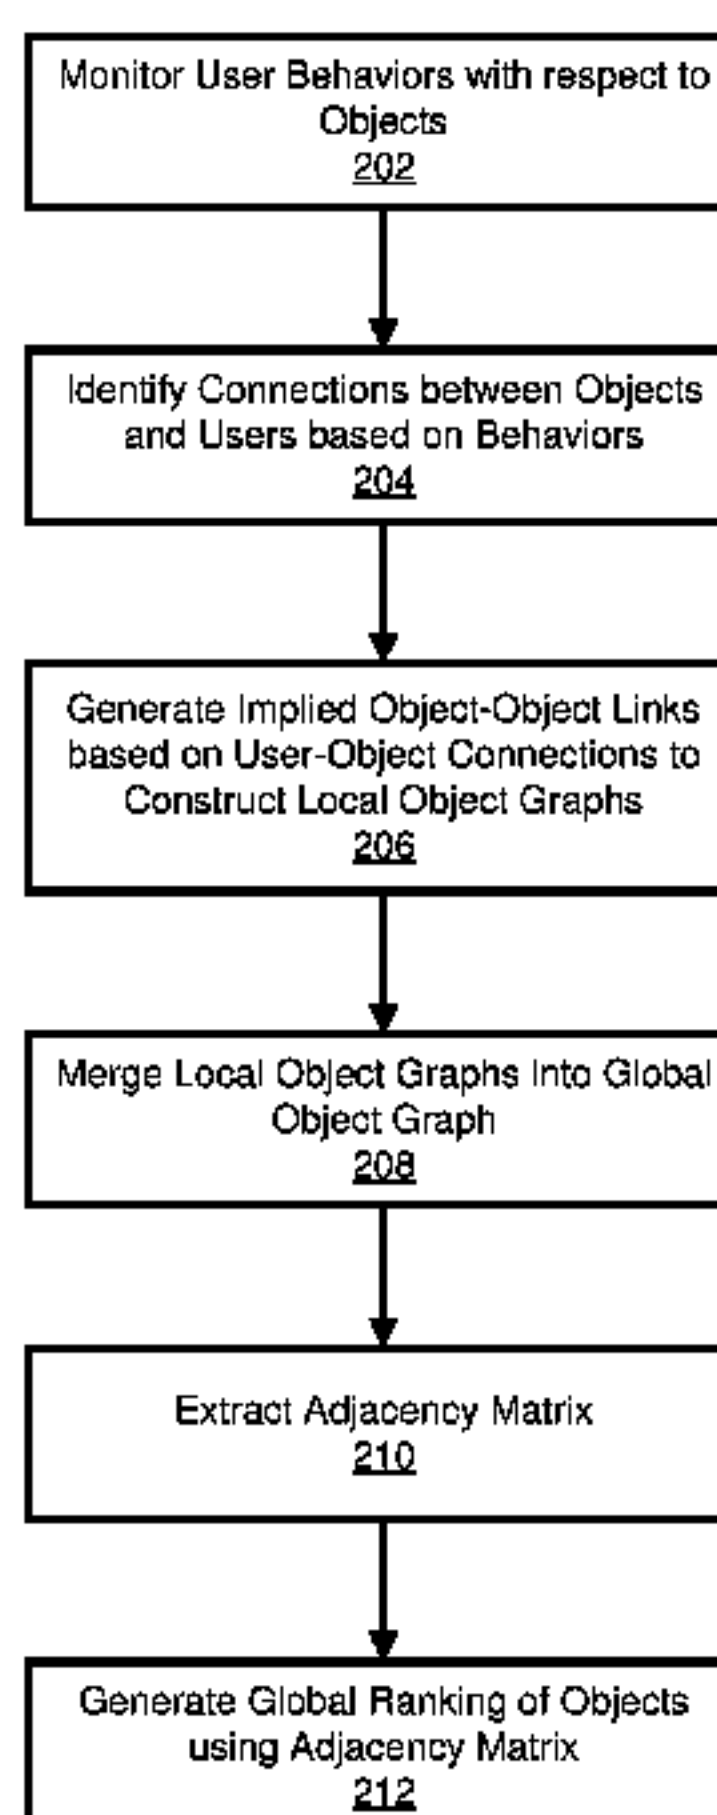 Monitor User Behaviors with respect to
Objects
202
Identify Connections between Objects
and Users based on Behaviors
204
Generate Implied Object-Object Links
based on User-Object Connections to
Construct Local Object Graphs
206
Merge Local Object Graphs Into Global
Object Graph
208
Extract Adjacency Matrix
210
Generate Global Ranking of Objects
using Adjacency Matrix
212